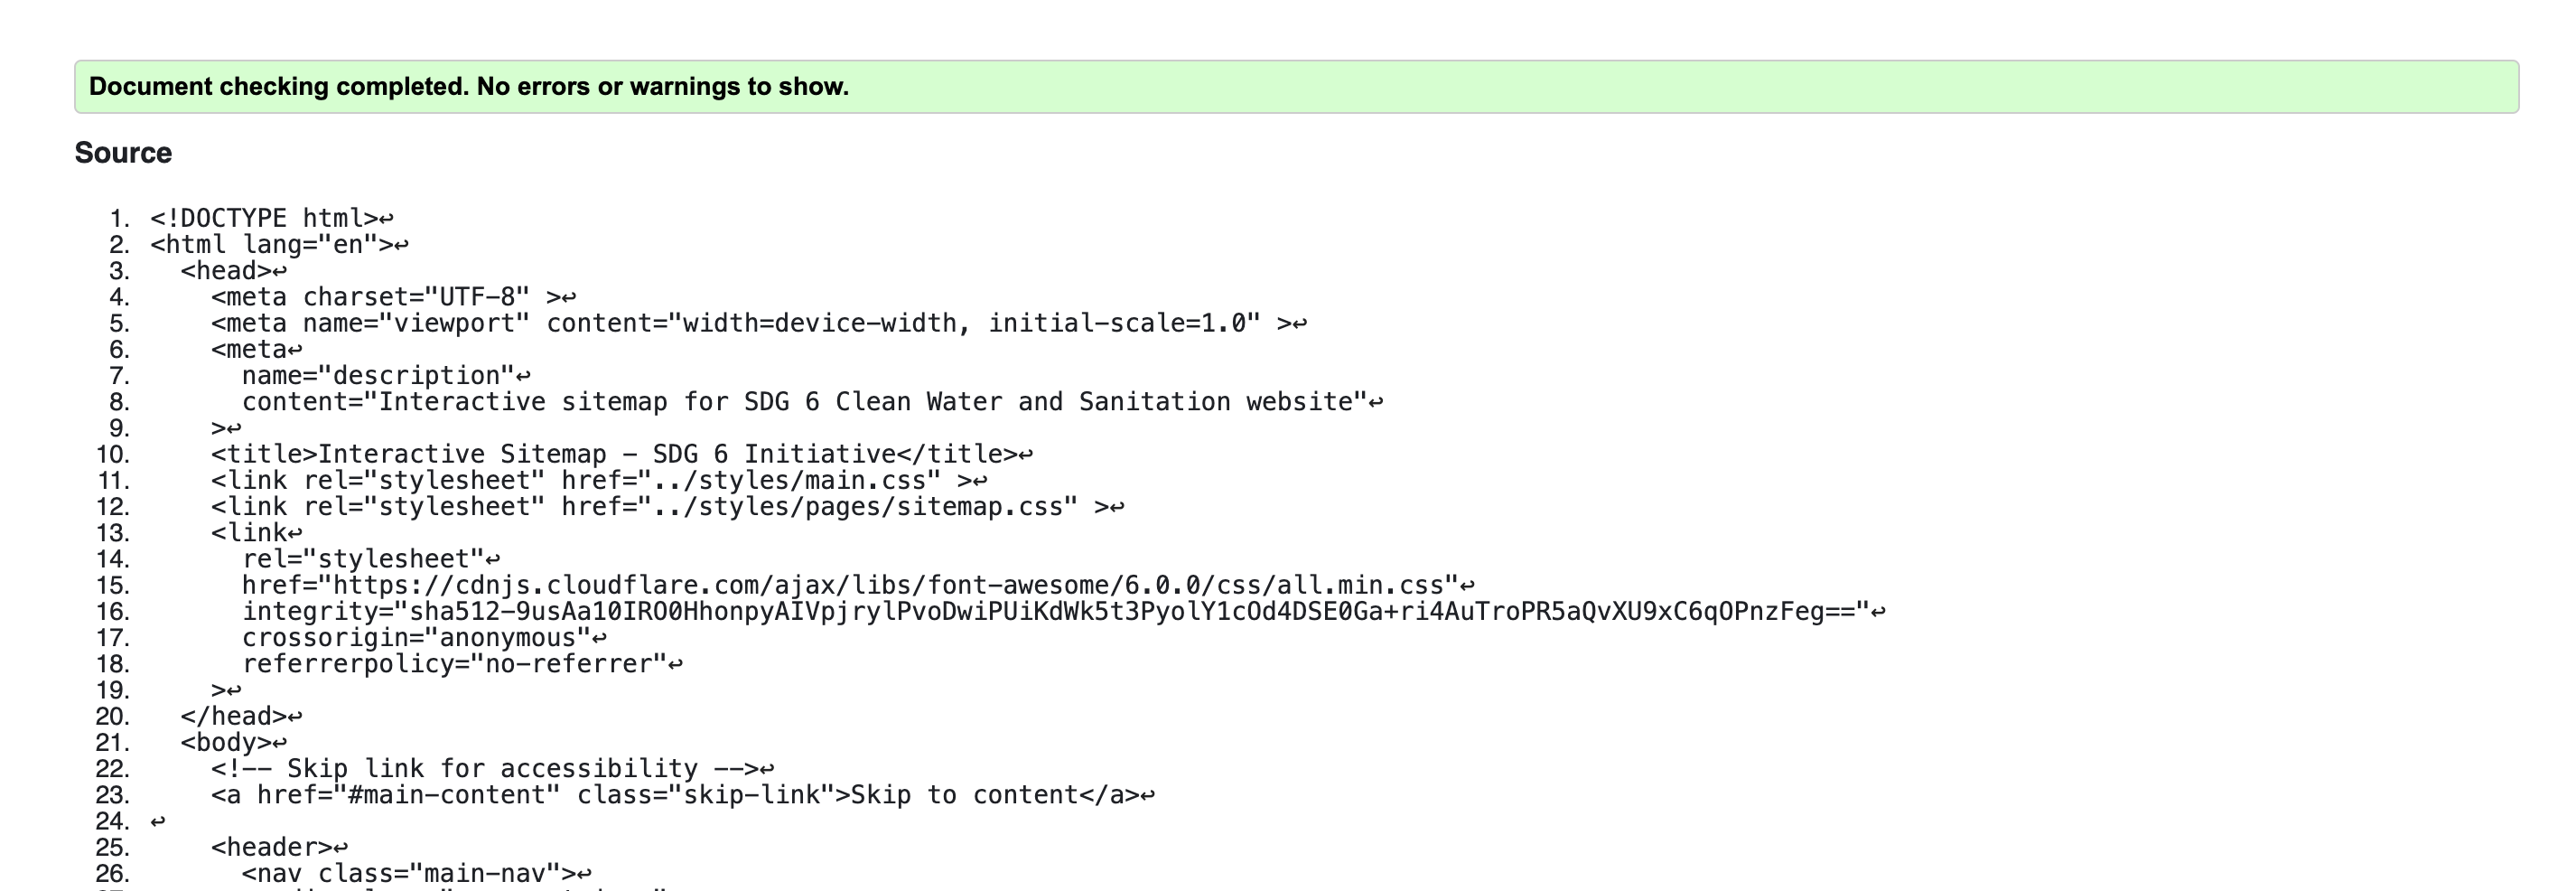 Document checking completed. No errors or warnings to show.
Source
1. <!DOCTYPE html>↩
2. <html lang="en">↩
3.   <head>↩
4.     <meta charset="UTF-8" >↩
5.     <meta name="viewport" content="width=device-width, initial-scale=1.0" >↩
6.     <meta↩
7.       name="description"↩
8.       content="Interactive sitemap for SDG 6 Clean Water and Sanitation website"↩
9.     >↩
10.     <title>Interactive Sitemap – SDG 6 Initiative</title>↩
11.     <link rel="stylesheet" href="../styles/main.css" >↩
12.     <link rel="stylesheet" href="../styles/pages/sitemap.css" >↩
13.     <link↩
14.       rel="stylesheet"↩
15.       href="https://cdnjs.cloudflare.com/ajax/libs/font-awesome/6.0.0/css/all.min.css"↩
16.       integrity="sha512-9usAa10IRO0HhonpyAIVpjrylPvoDwiPUiKdWk5t3PyolY1cOd4DSE0Ga+ri4AuTroPR5aQvXU9xC6qOPnzFeg=="↩
17.       crossorigin="anonymous"↩
18.       referrerpolicy="no-referrer"↩
19.     >↩
20.   </head>↩
21.   <body>↩
22.     <!-- Skip link for accessibility -->↩
23.     <a href="#main-content" class="skip-link">Skip to content</a>↩
24. ↩
25.     <header>↩
26.       <nav class="main-nav">↩